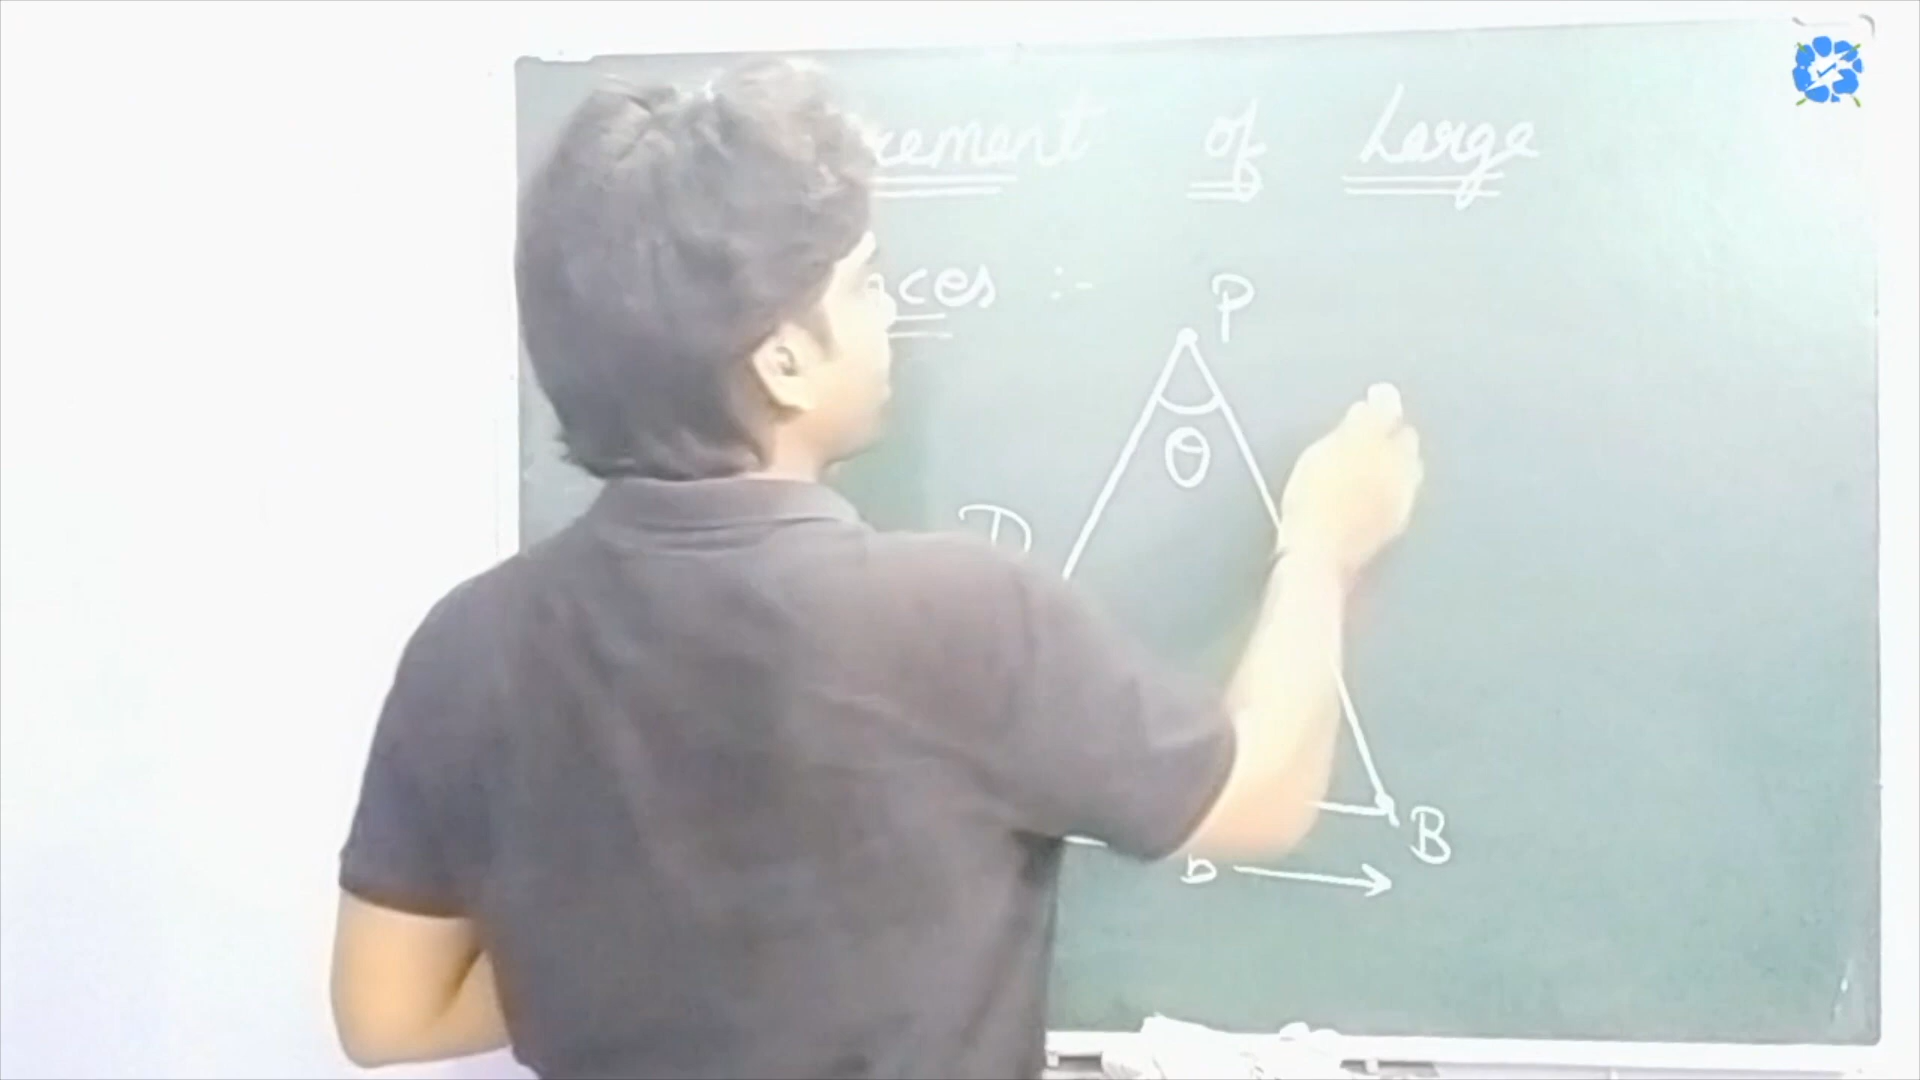 rement of Large
ces :-
P
θ
D
B
b